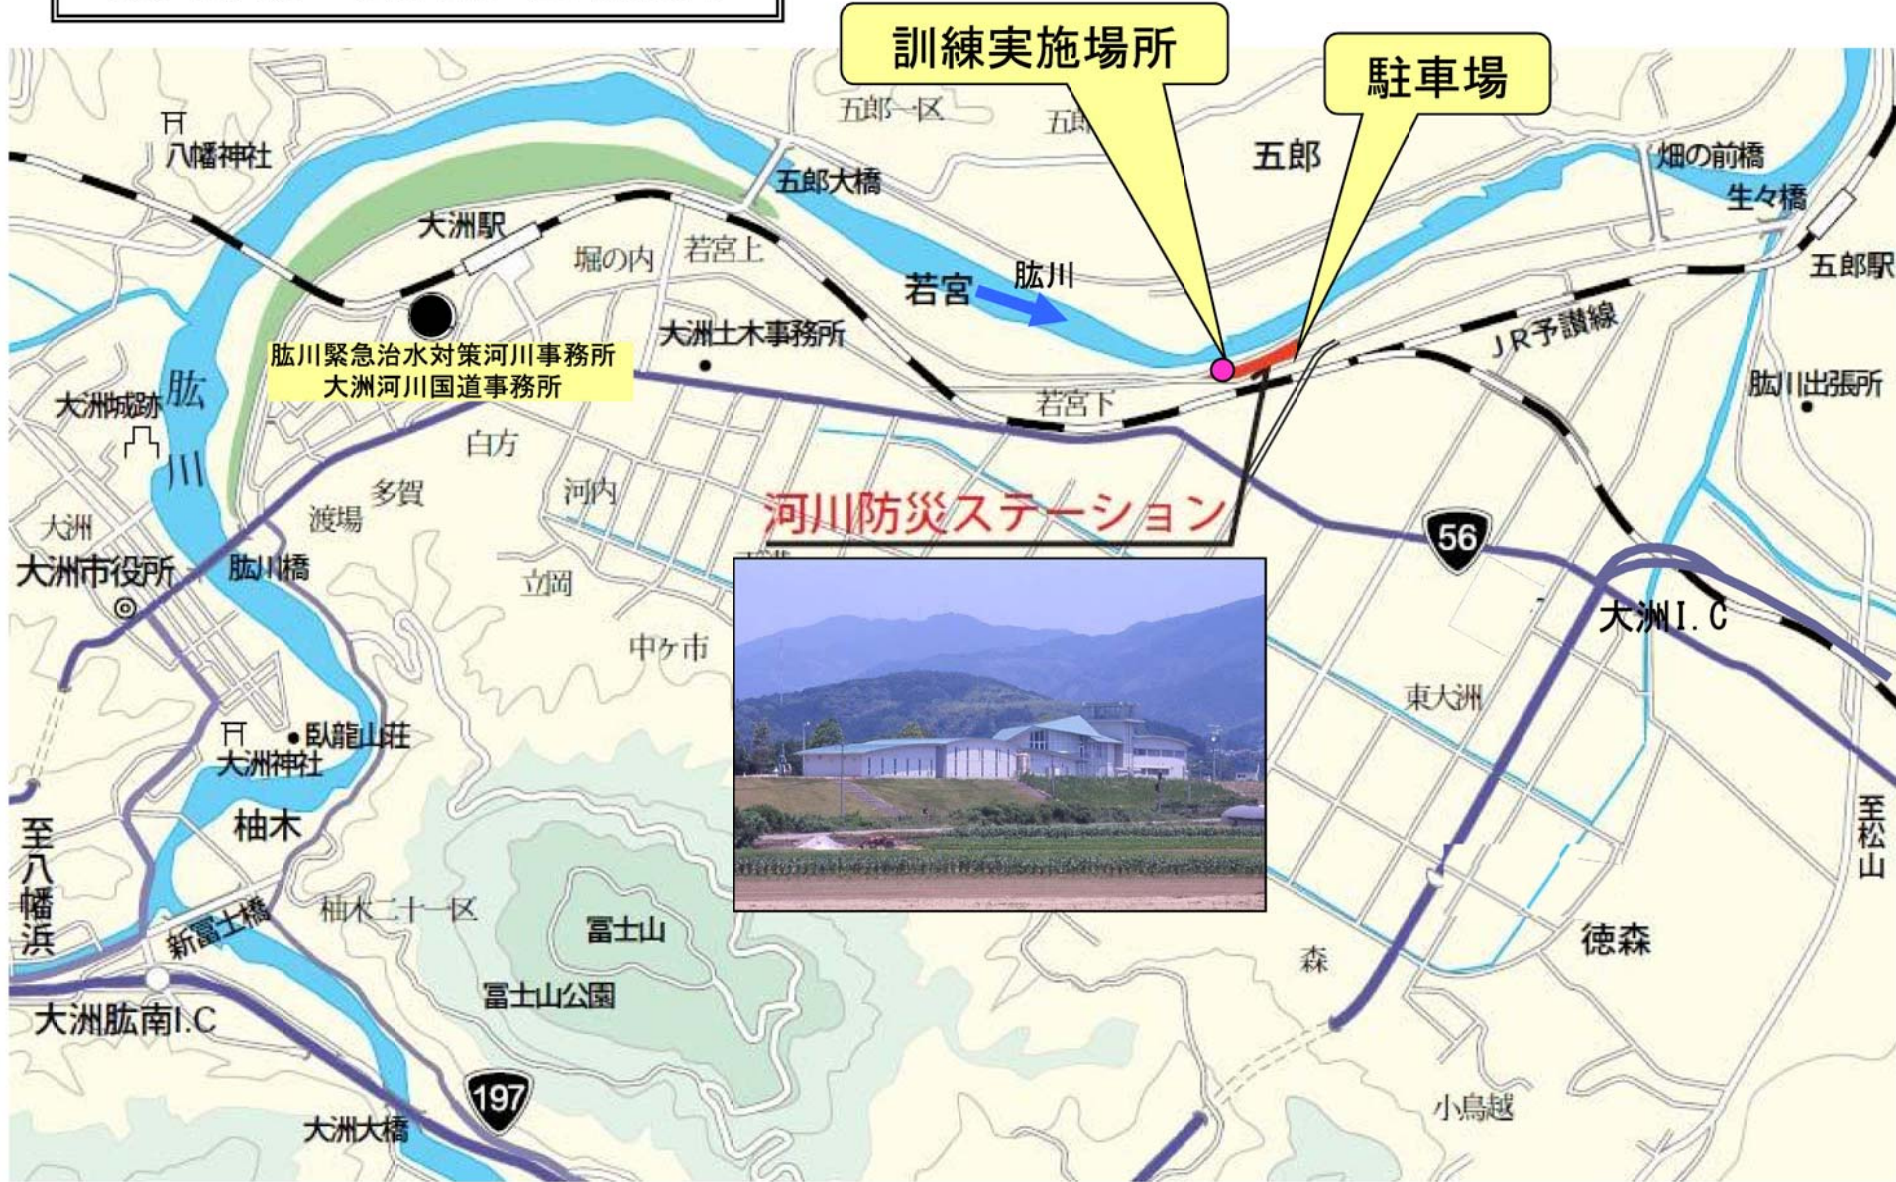 訓練実施場所
駐車場
五郎一区
五郎
八幡神社
五郎大橋
五郎
畑の前橋
生々橋
大洲駅
堀の内
若宮上
若宮
肱川
五郎駅
大洲土木事務所
JR予讃線
肱川緊急治水対策河川事務所
大洲河川国道事務所
大洲城跡
肱川
若宮下
肱川出張所
白方
多賀
河内
渡場
大洲
河川防災ステーション
56
大洲市役所
肱川橋
立岡
中ケ市
大洲I.C
東大洲
臥龍山荘
大洲神社
柚木
至八幡浜
至松山
柚木二十一区
新冨士橋
冨士山
徳森
森
冨士山公園
大洲肱南I.C
197
大洲大橋
小鳥越